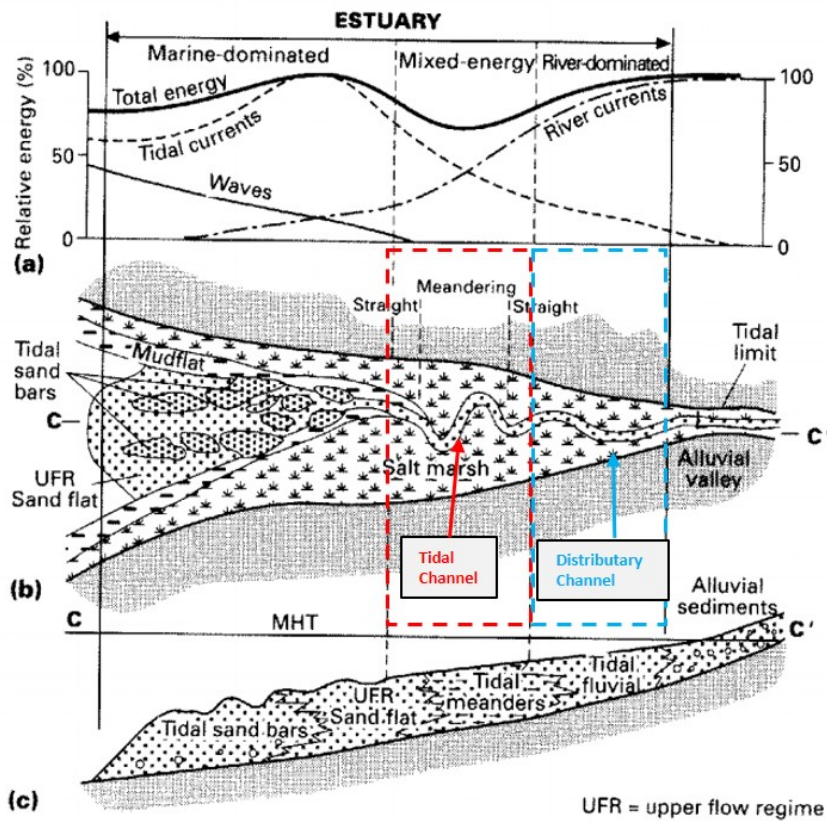 ESTUARY
Marine-dominated
Mixed-energy
River-dominated
100
100
Total energy
River currents
Tidal currents
Relative energy (%)
50
50
Waves
0
0
(a)
Meandering
Straight
Straight
Tidal
limit
Mudflat
Tidal
sand
bars
C
C'
Salt marsh
UFR
Sand flat
Alluvial
valley
Tidal
Channel
Distributary
Channel
(b)
Alluvial
sediments
C
MHT
C'
Tidal
fluvial
UFR
Sand flat
Tidal
meanders
Tidal sand bars
(c)
UFR = upper flow regime